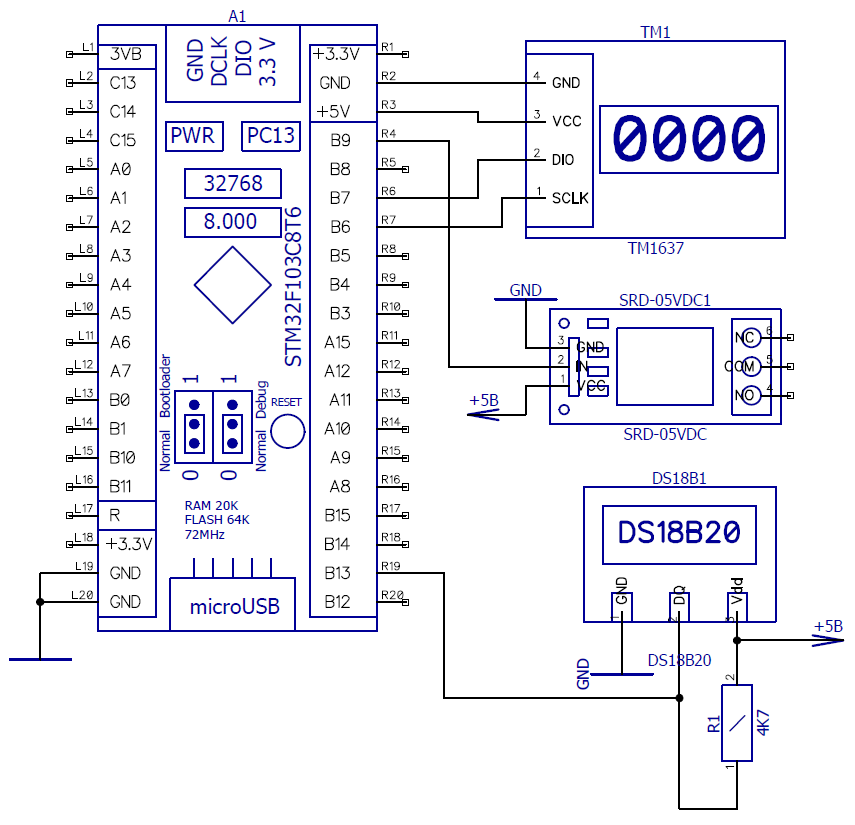 A1
GND
DCLK
DIO
3.3 V
PWR
PC13
32768
8.000
STM32F103C8T6
L1 3VB
L2 C13
L3 C14
L4 C15
L5 A0
L6 A1
L7 A2
L8 A3
L9 A4
L10 A5
L11 A6
L12 A7
L13 B0
L14 B1
L15 B10
L16 B11
L17 R
L18 +3.3V
L19 GND
L20 GND
+3.3V R1
GND R2
+5V R3
B9 R4
B8 R5
B7 R6
B6 R7
B5 R8
B4 R9
B3 R10
A15 R11
A12 R12
A11 R13
A10 R14
A9 R15
A8 R16
B15 R17
B14 R18
B13 R19
B12 R20
Normal Bootloader
1 1
0 0
Normal Debug
RESET
RAM 20K
FLASH 64K
72MHz
microUSB
TM1
4 GND
3 VCC
2 DIO
1 SCLK
0000
TM1637
SRD-05VDC1
GND
3 GND
2 IN
1 VCC
+5В
NC 6
COM 5
NO 4
SRD-05VDC
DS18B1
DS18B20
GND
DQ
Vdd
1
2
3
DS18B20
GND
+5В
2
R1
4K7
1